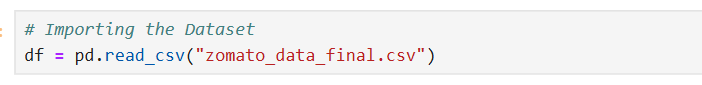 # Importing the Dataset
df = pd.read_csv("zomato_data_final.csv")